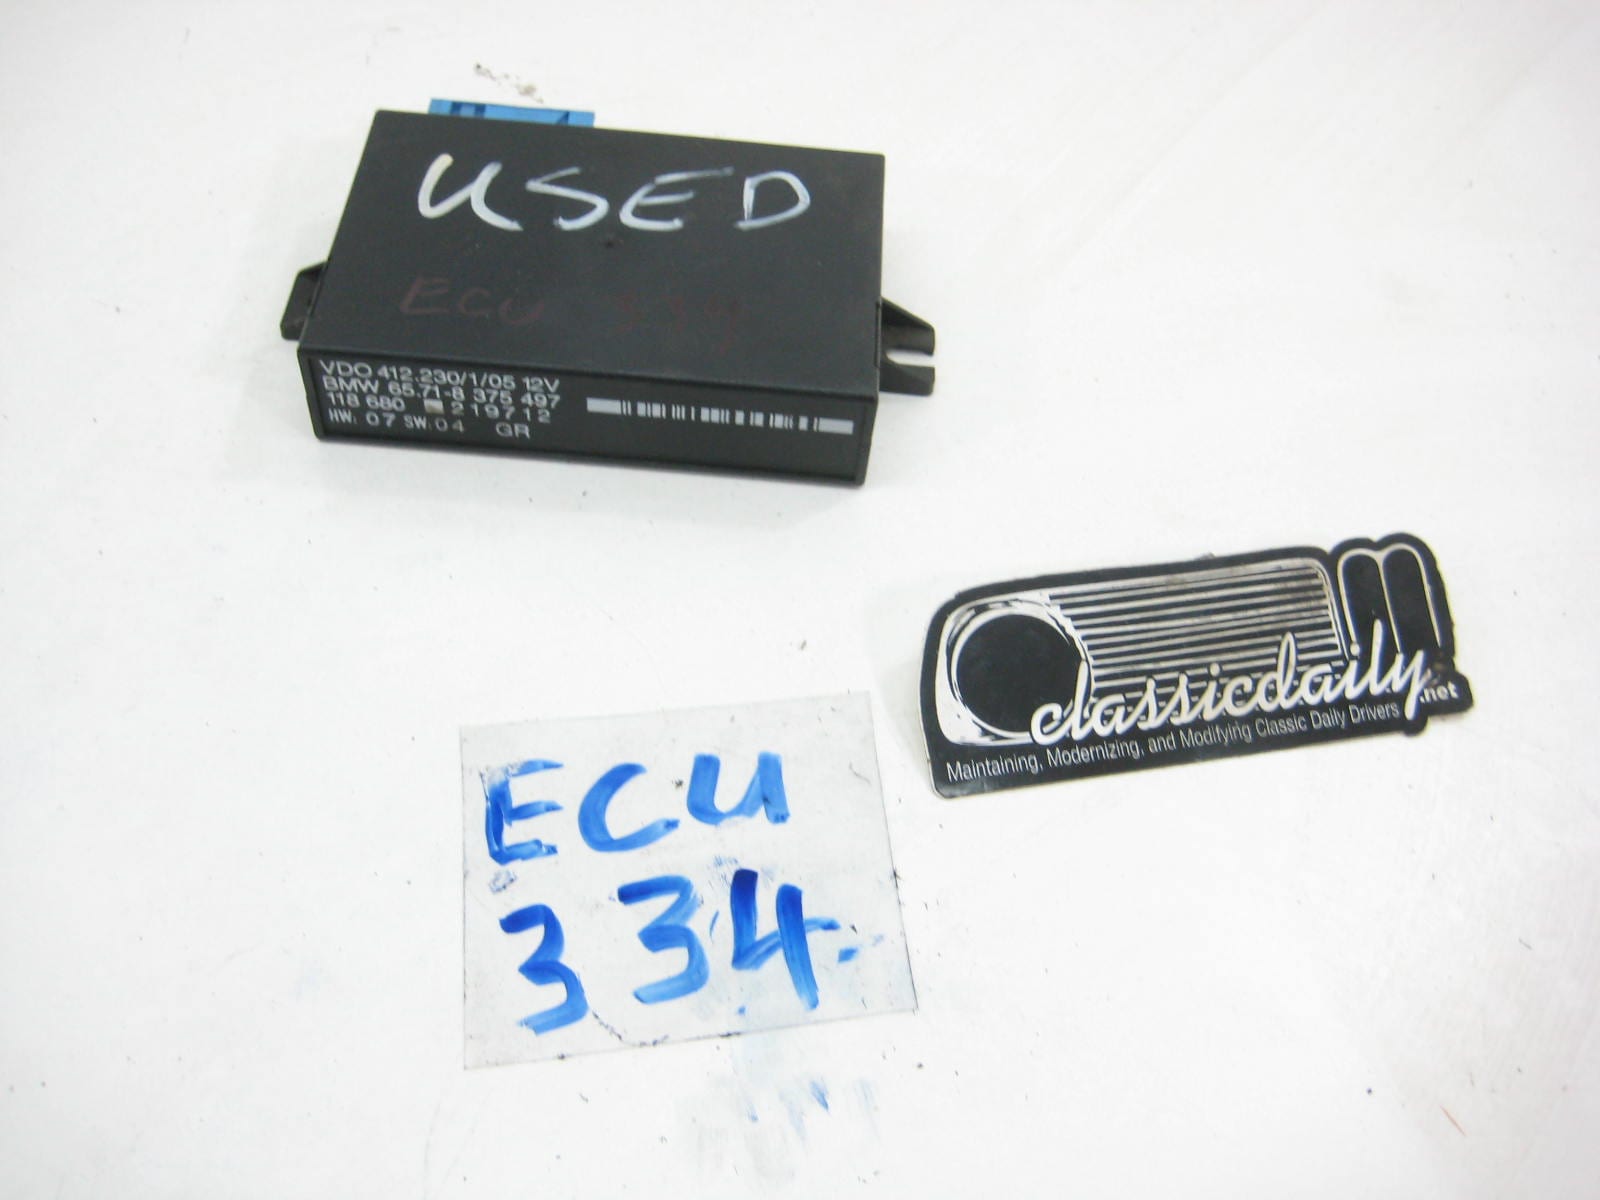 USED
ECU 334
VDO 412.230/1/05 12V
BMW 65.71-8 375 497
118 680 219712
HW: 07 SW: 04 GR
classicdaily.net
Maintaining, Modernizing, and Modifying Classic Daily Drivers
ECU
334